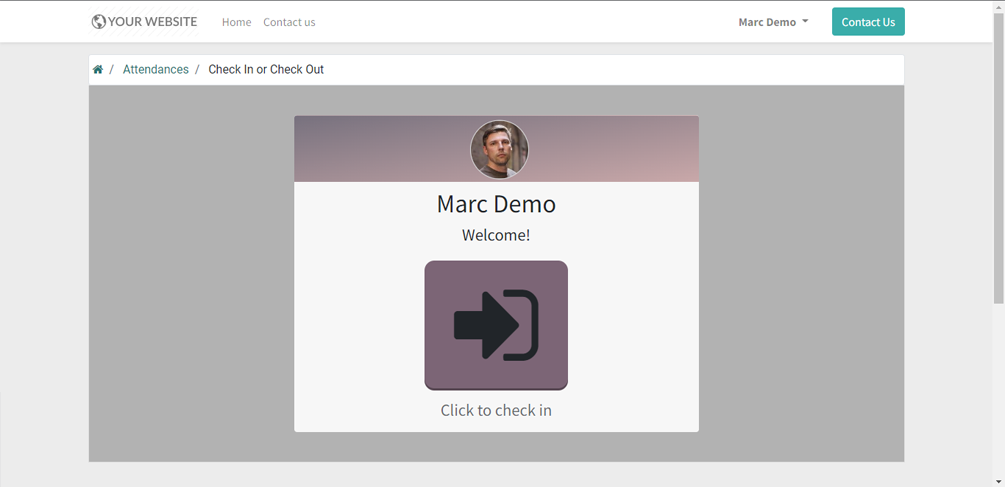 YOUR WEBSITE Home Contact us Marc Demo Contact Us
/ Attendances / Check In or Check Out
Marc Demo
Welcome!
Click to check in